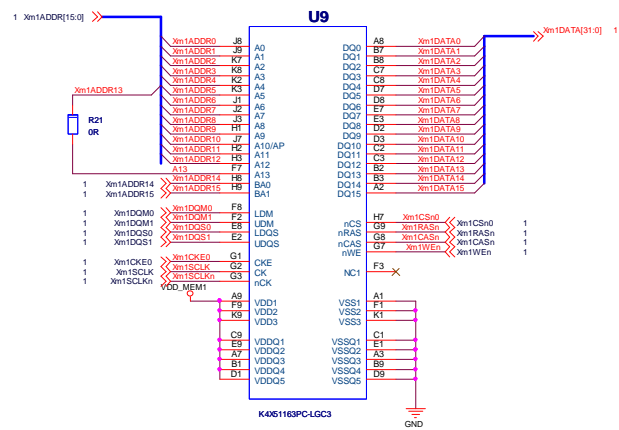 U9
1 Xm1ADDR[15:0]
Xm1DATA[31:0] 1
Xm1ADDR0 J8 A0 DQ0 A8 Xm1DATA0
Xm1ADDR1 J9 A1 DQ1 B7 Xm1DATA1
Xm1ADDR2 K7 A2 DQ2 B8 Xm1DATA2
Xm1ADDR3 K8 A3 DQ3 C7 Xm1DATA3
Xm1ADDR4 K2 A4 DQ4 C8 Xm1DATA4
Xm1ADDR5 K3 A5 DQ5 D7 Xm1DATA5
Xm1ADDR6 J1 A6 DQ6 D8 Xm1DATA6
Xm1ADDR7 J2 A7 DQ7 E7 Xm1DATA7
Xm1ADDR8 J3 A8 DQ8 E3 Xm1DATA8
Xm1ADDR9 H1 A9 DQ9 D2 Xm1DATA9
Xm1ADDR10 J7 A10/AP DQ10 D3 Xm1DATA10
Xm1ADDR11 H2 A11 DQ11 C2 Xm1DATA11
Xm1ADDR12 H3 A12 DQ12 C3 Xm1DATA12
Xm1ADDR13
R21
0R
A13 F7 A13 DQ13 B2 Xm1DATA13
1 Xm1ADDR14 Xm1ADDR14 H8 BA0 DQ14 B3 Xm1DATA14
1 Xm1ADDR15 Xm1ADDR15 H9 BA1 DQ15 A2 Xm1DATA15
1 Xm1DQM0 Xm1DQM0 F8 LDM
1 Xm1DQM1 Xm1DQM1 F2 UDM
1 Xm1DQS0 Xm1DQS0 E8 LDQS
1 Xm1DQS1 Xm1DQS1 E2 UDQS
nCS H7 Xm1CSn0 Xm1CSn0 1
nRAS G9 Xm1RASn Xm1RASn 1
nCAS G8 Xm1CASn Xm1CASn 1
nWE G7 Xm1WEn Xm1WEn 1
1 Xm1CKE0 Xm1CKE0 G1 CKE
1 Xm1SCLK Xm1SCLK G2 CK
1 Xm1SCLKn Xm1SCLKn G3 nCK
NC1 F3
VDD_MEM1
A9 VDD1 VSS1 A1
F9 VDD2 VSS2 F1
K9 VDD3 VSS3 K1
C9 VDDQ1 VSSQ1 C1
E9 VDDQ2 VSSQ2 E1
A7 VDDQ3 VSSQ3 A3
B1 VDDQ4 VSSQ4 B9
D1 VDDQ5 VSSQ5 D9
K4X51163PC-LGC3
GND